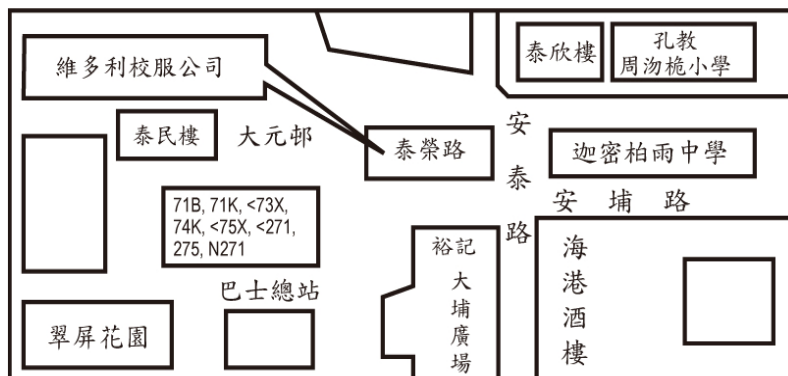 維多利校服公司
泰欣樓
孔教
周沕桅小學
泰民樓
大元邨
泰榮路
安泰路
迦密柏雨中學
安埔路
71B, 71K, <73X,
74K, <75X, <271,
275, N271
巴士總站
裕記
大埔廣場
海港酒樓
翠屏花園